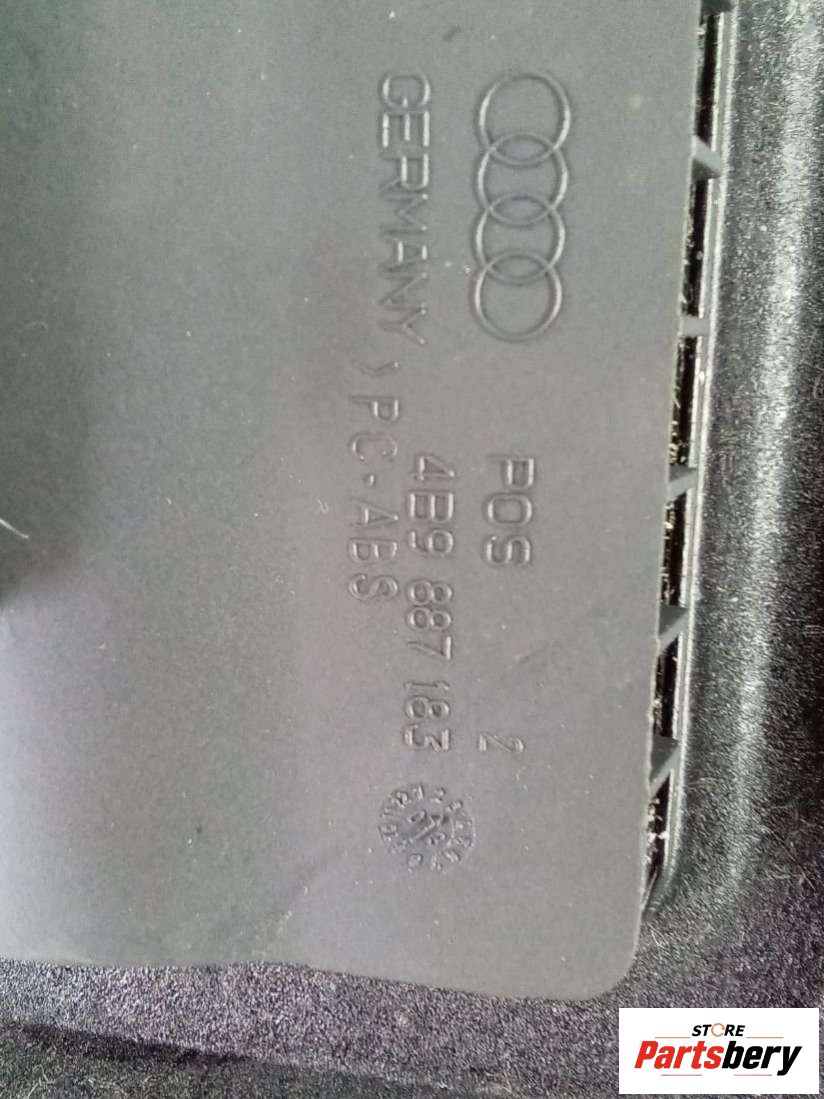 POS 2
4B9 887 183
GERMANY >PC-ABS
STORE
Partsbery